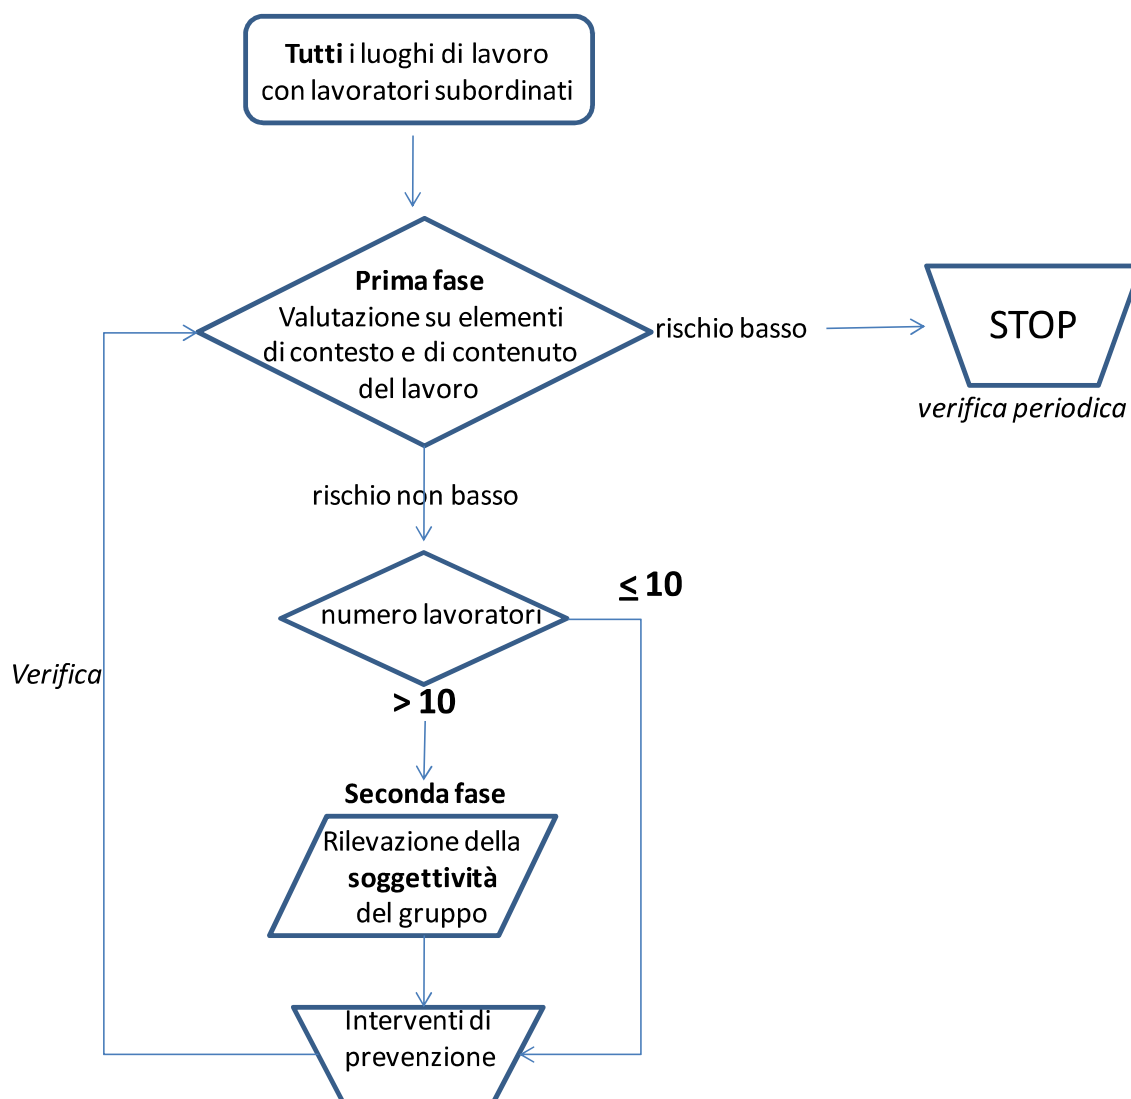 Tutti i luoghi di lavoro
con lavoratori subordinati
Prima fase
Valutazione su elementi
di contesto e di contenuto
del lavoro
rischio basso
STOP
verifica periodica
rischio non basso
numero lavoratori
≤ 10
> 10
Verifica
Seconda fase
Rilevazione della
soggettività
del gruppo
Interventi di
prevenzione